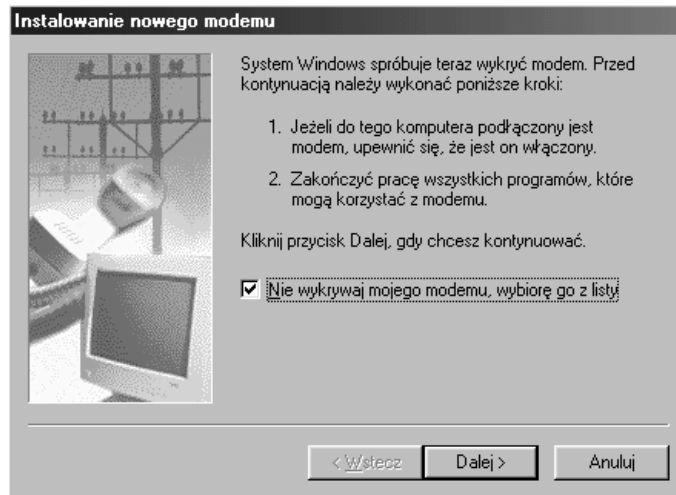 Instalowanie nowego modemu
System Windows spróbuje teraz wykryć modem. Przed
kontynuacją należy wykonać poniższe kroki:
1. Jeżeli do tego komputera podłączony jest
modem, upewnić się, że jest on włączony.
2. Zakończyć pracę wszystkich programów, które
mogą korzystać z modemu.
Kliknij przycisk Dalej, gdy chcesz kontynuować.
Nie wykrywaj mojego modemu, wybiorę go z listy
< Wstecz Dalej > Anuluj